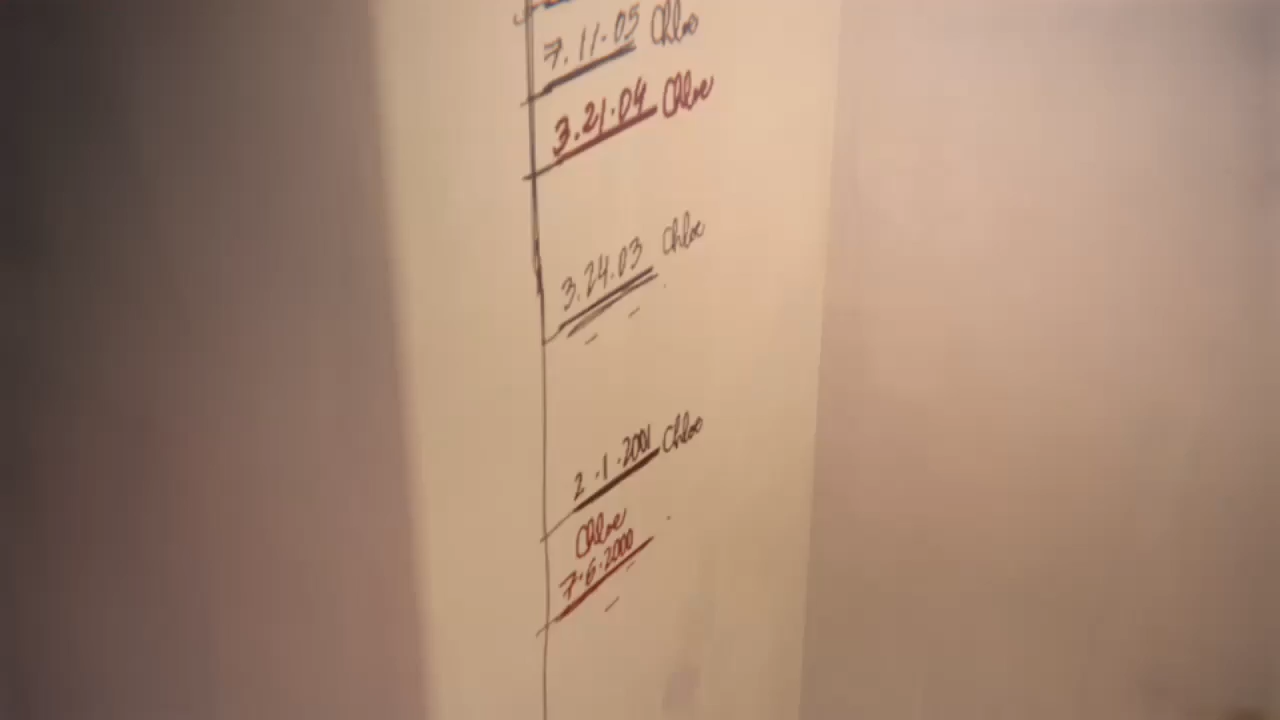 7.11.05 Chloe
3.21.04 Chloe
3.24.03 Chloe
2.1.2001 Chloe
Chloe
7.6.2000